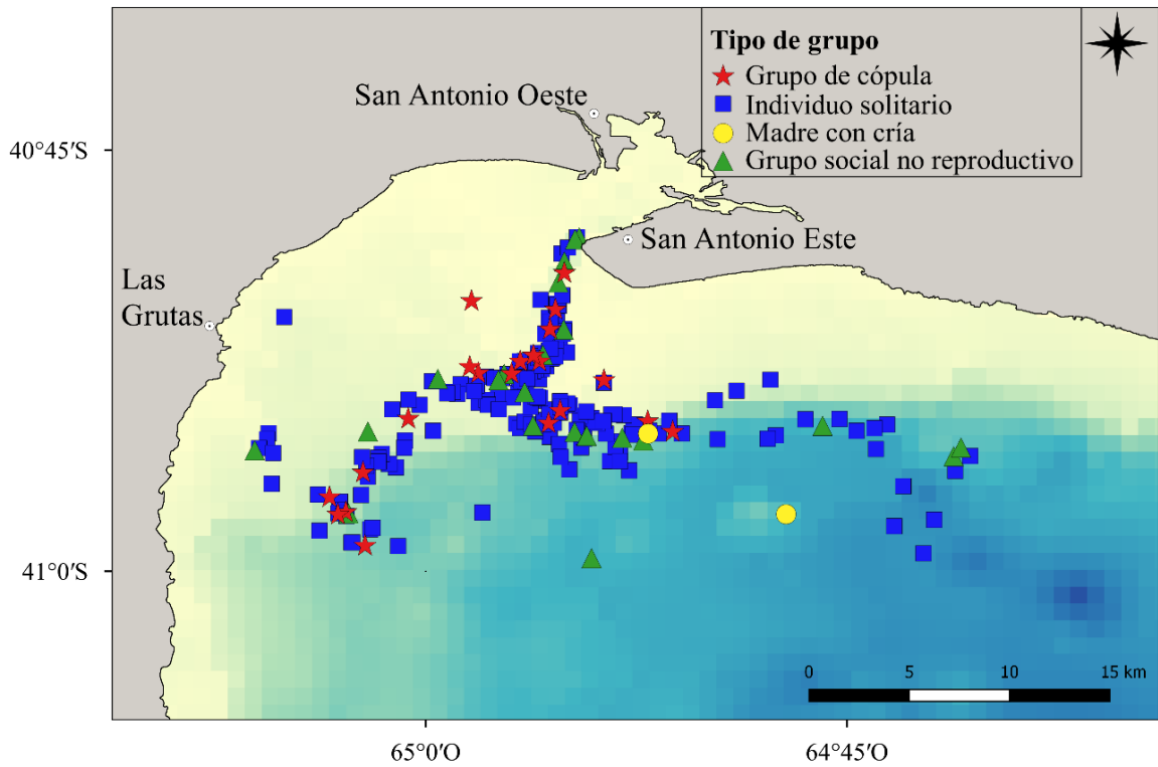 Tipo de grupo
Grupo de cópula
Individuo solitario
Madre con cría
Grupo social no reproductivo
San Antonio Oeste
40°45′S
San Antonio Este
Las
Grutas
41°0′S
0 5 10 15 km
65°0′O 64°45′O